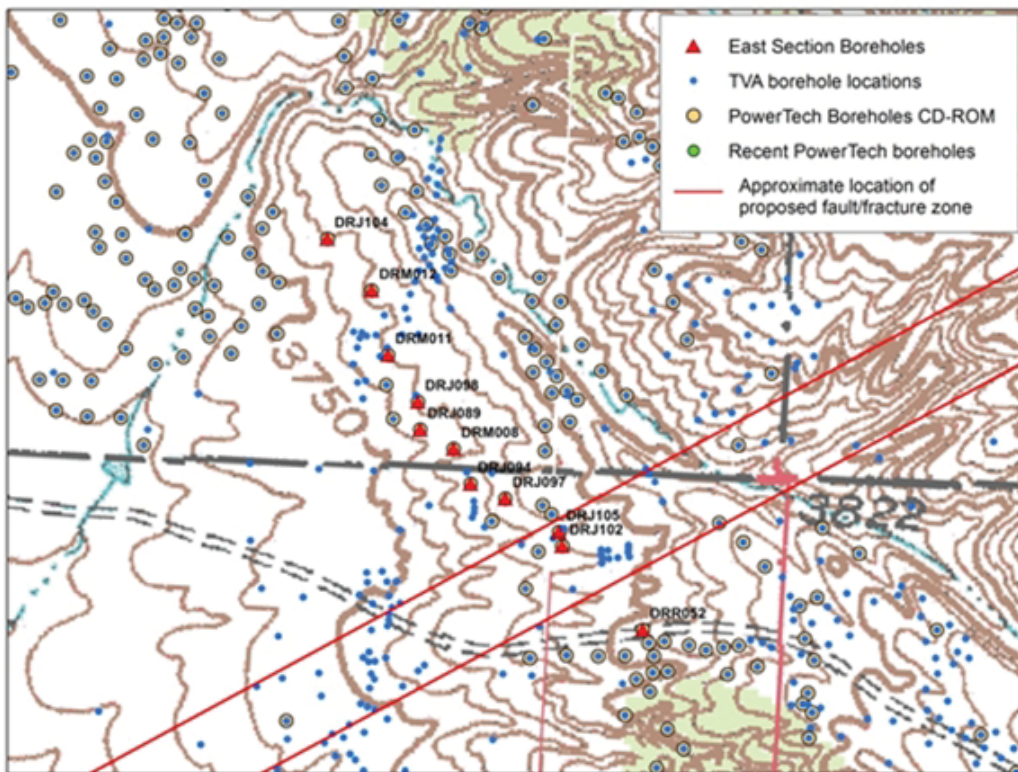 East Section Boreholes
TVA borehole locations
PowerTech Boreholes CD-ROM
Recent PowerTech boreholes
Approximate location of
proposed fault/fracture zone
DRJ104
DRM012
DRM011
3750
DRJ098
DRJ089
DRM008
DRJ094
DRJ097
DRJ105
DRJ102
3822
DRR052